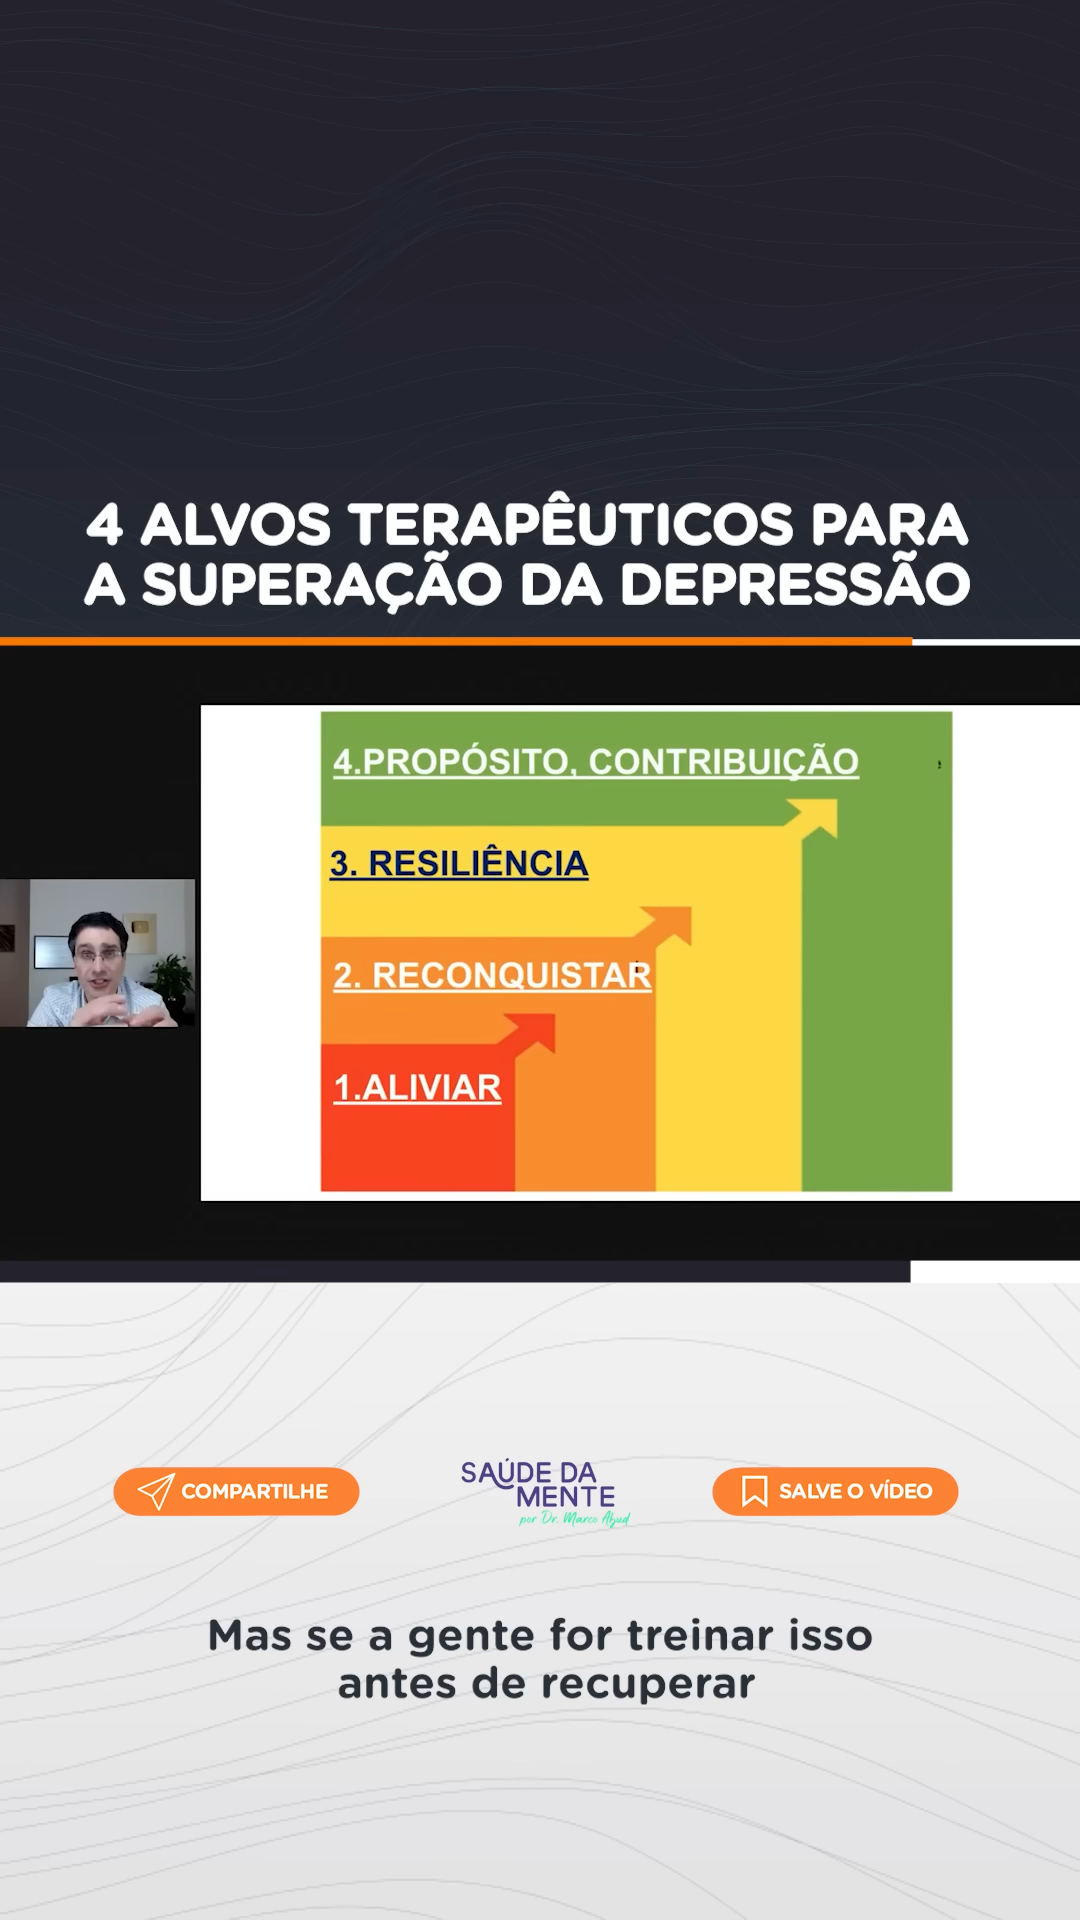 4 ALVOS TERAPÊUTICOS PARA
A SUPERAÇÃO DA DEPRESSÃO
4.PROPÓSITO, CONTRIBUIÇÃO
3. RESILIÊNCIA
2. RECONQUISTAR
1.ALIVIAR
COMPARTILHE
SAÚDE DA
MENTE
por Dr. Marco Abud
SALVE O VÍDEO
Mas se a gente for treinar isso
antes de recuperar